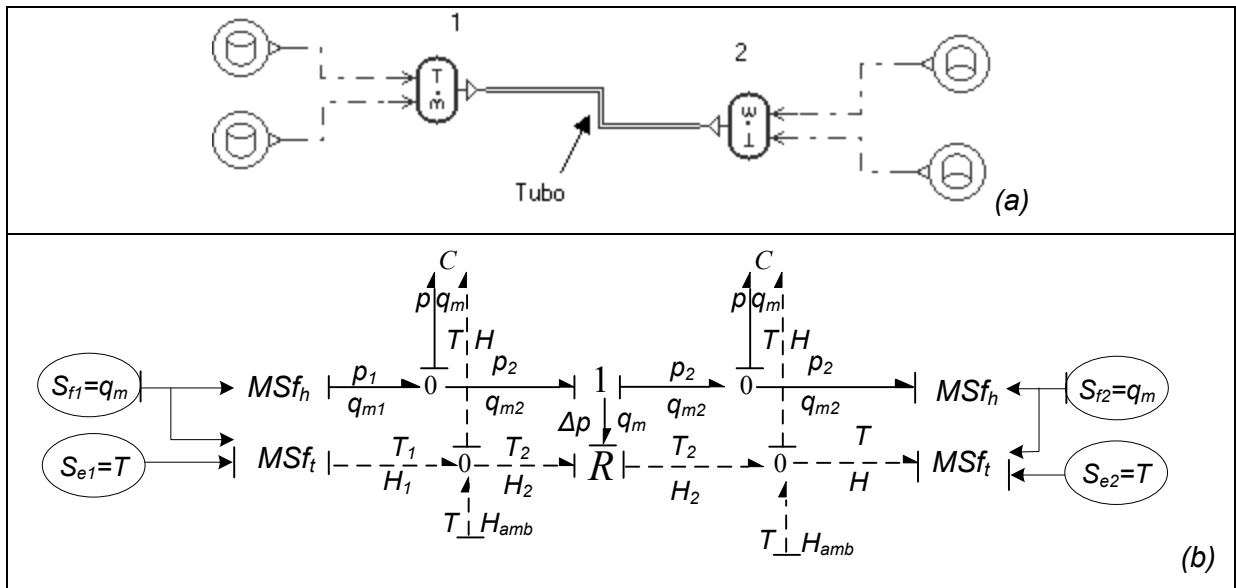 1
2
T
ṁ
ṁ
T
Tubo
(a)
C
C
p q_m
p q_m
T H
T H
S_f1=q_m
MSf_h
p_1
q_m1
0
p_2
q_m2
1
p_2
q_m2
0
p_2
q_m2
MSf_h
S_f2=q_m
Δp q_m
S_e1=T
MSf_t
T_1
H_1
0
T_2
H_2
R
T_2
H_2
0
T
H
MSf_t
S_e2=T
T H_amb
T H_amb
(b)